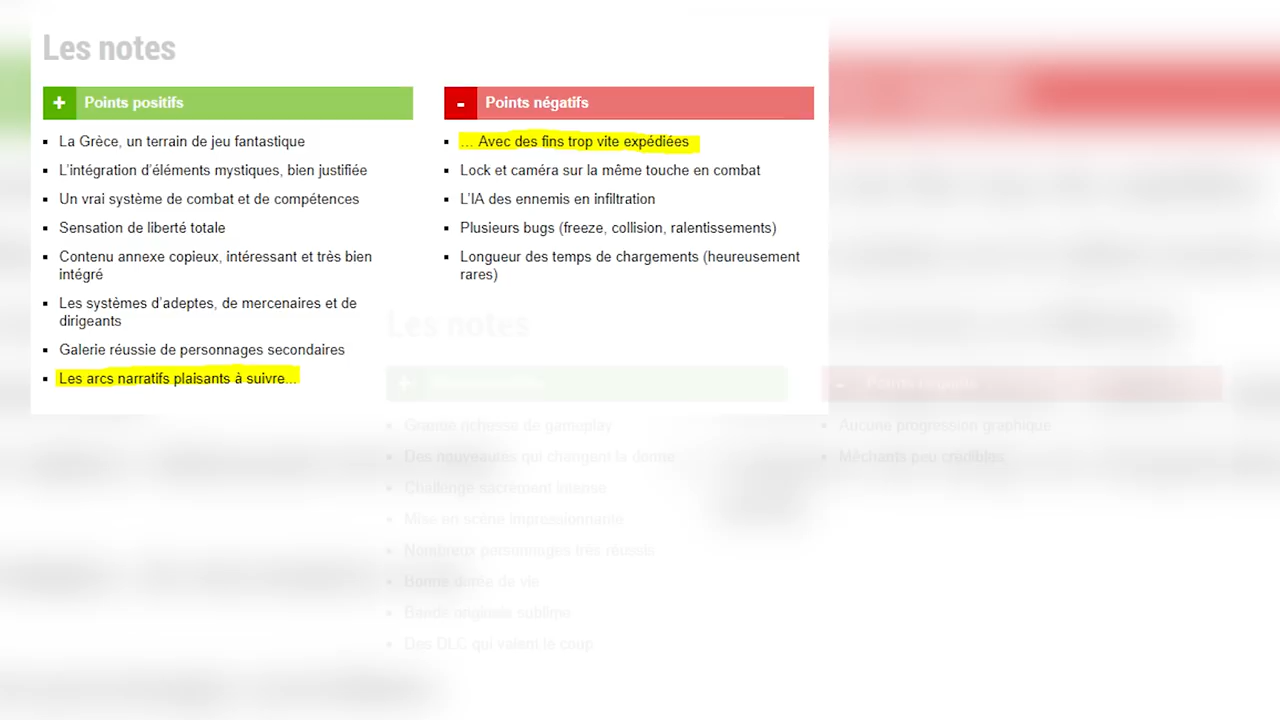 Les notes
+ Points positifs
La Grèce, un terrain de jeu fantastique
L'intégration d'éléments mystiques, bien justifiée
Un vrai système de combat et de compétences
Sensation de liberté totale
Contenu annexe copieux, intéressant et très bien
intégré
Les systèmes d'adeptes, de mercenaires et de
dirigeants
Galerie réussie de personnages secondaires
Les arcs narratifs plaisants à suivre...
- Points négatifs
... Avec des fins trop vite expédiées
Lock et caméra sur la même touche en combat
L'IA des ennemis en infiltration
Plusieurs bugs (freeze, collision, ralentissements)
Longueur des temps de chargements (heureusement
rares)
Les notes
+
Grande richesse de gameplay
Des nouveautés qui changent la donne
Challenge sacrément intense
Mise en scène impressionnante
Nombreux personnages très réussis
Bonne durée de vie
Bande originale sublime
Des DLC qui valent le coup
- Points négatifs
Aucune progression graphique
Méchants peu crédibles